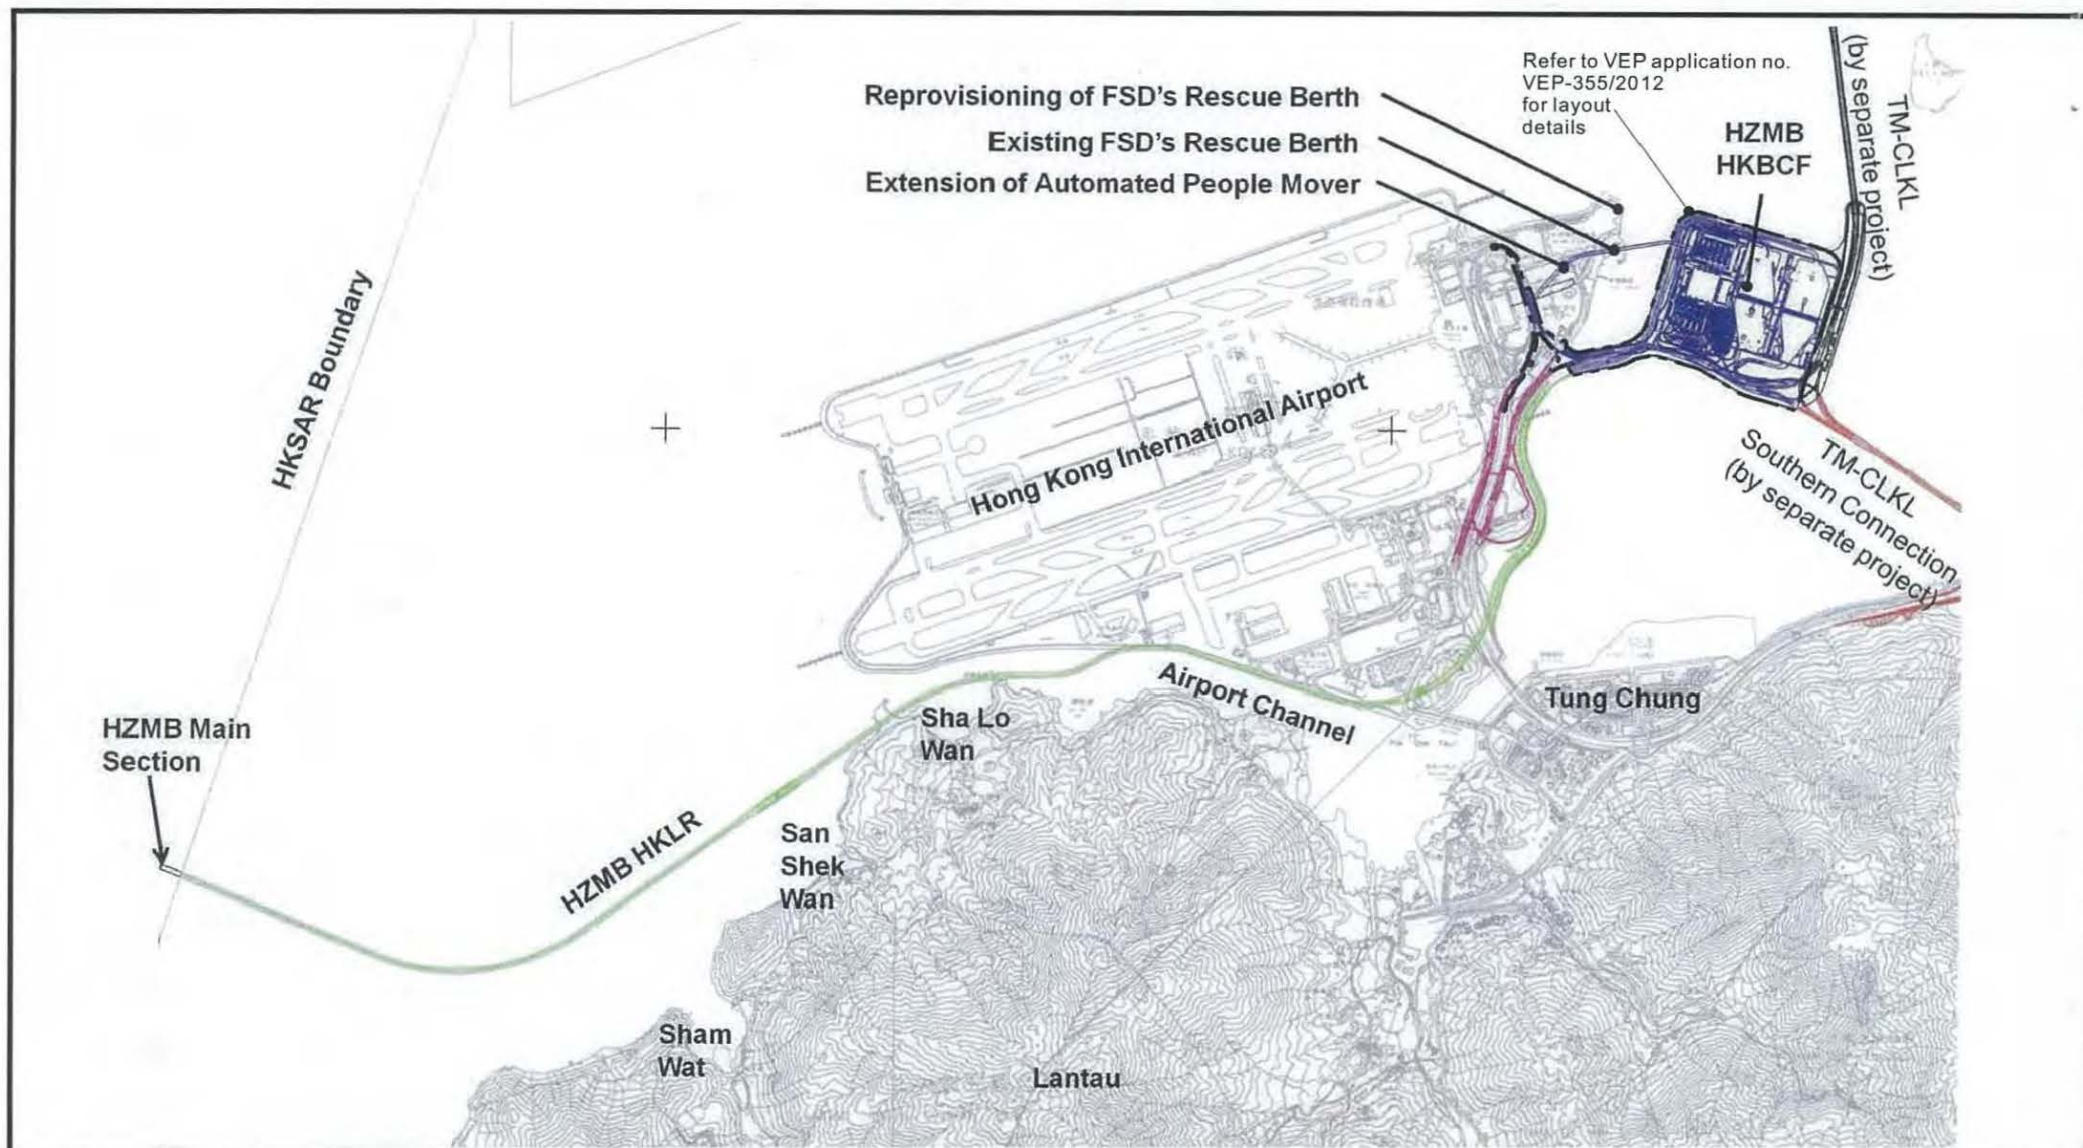 Refer to VEP application no.
VEP-355/2012
for layout
details
Reprovisioning of FSD's Rescue Berth
Existing FSD's Rescue Berth
Extension of Automated People Mover
HZMB
HKBCF
TM-CLKL
(by separate project)
HKSAR Boundary
Hong Kong International Airport
TM-CLKL
Southern Connection
(by separate project)
Airport Channel
Tung Chung
Sha Lo
Wan
HZMB Main
Section
HZMB HKLR
San
Shek
Wan
Sham
Wat
Lantau